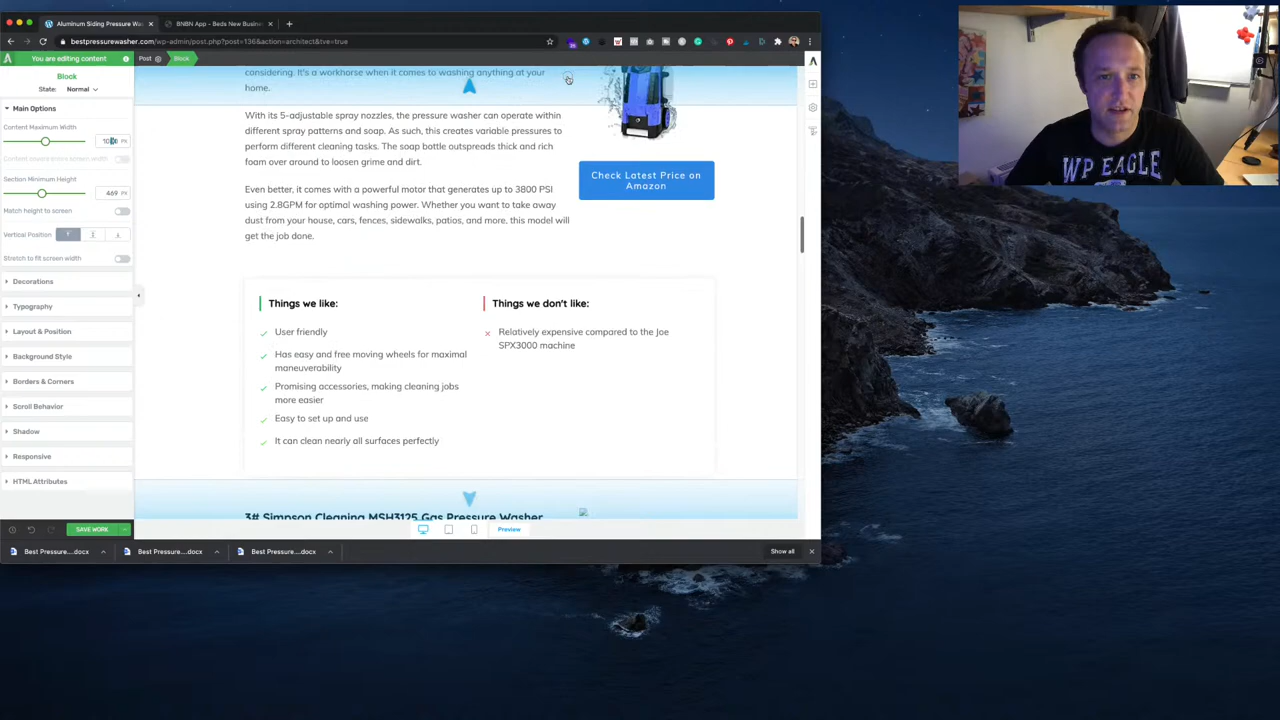 Aluminum Siding Pressure Wa
BNBN App - Beds New Busin
bestpressurewasher.com/wp-admin/post.php?post=136&action=architect&tve=true
You are editing content
Post
Block
Block
State: Normal
Main Options
Content Maximum Width
PX
Content covers entire screen width
Section Minimum Height
469 PX
Match height to screen
Vertical Position
Stretch to fit screen width
Decorations
Typography
Layout & Position
Background Style
Borders & Corners
Scroll Behavior
Shadow
Responsive
HTML Attributes
SAVE WORK
considering. It's a workhorse when it comes to washing anything at your
home.
With its 5-adjustable spray nozzles, the pressure washer can operate within
different spray patterns and soap. As such, this creates variable pressures to
perform different cleaning tasks. The soap bottle outspreads thick and rich
foam over around to loosen grime and dirt.
Even better, it comes with a powerful motor that generates up to 3800 PSI
using 2.8GPM for optimal washing power. Whether you want to take away
dust from your house, cars, fences, sidewalks, patios, and more, this model will
get the job done.
Check Latest Price on
Amazon
Things we like:
User friendly
Has easy and free moving wheels for maximal
maneuverability
Promising accessories, making cleaning jobs
more easier
Easy to set up and use
It can clean nearly all surfaces perfectly
Things we don't like:
Relatively expensive compared to the Joe
SPX3000 machine
3# Simpson Cleaning MSH3125 Gas Pressure Washer
Preview
Best Pressure....docx
Best Pressure....docx
Best Pressure....docx
Show all
WP EAGLE